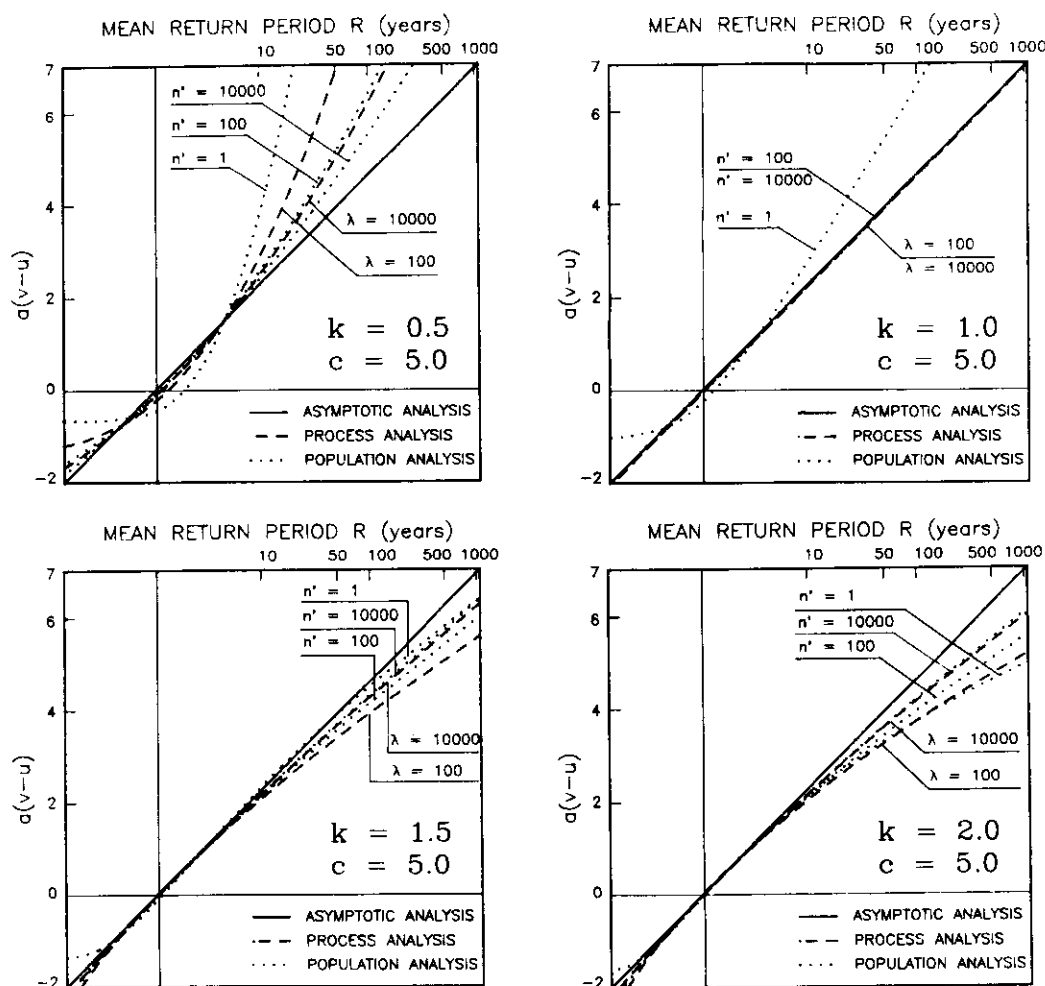 MEAN RETURN PERIOD R (years)
10 50 100 500 1000
7
6
4
2
0
-2
a(v-u)
n' = 10000
n' = 100
n' = 1
λ = 10000
λ = 100
k = 0.5
c = 5.0
ASYMPTOTIC ANALYSIS
PROCESS ANALYSIS
POPULATION ANALYSIS
MEAN RETURN PERIOD R (years)
10 50 100 500 1000
7
6
4
2
0
-2
a(v-u)
n' = 100
n' = 10000
n' = 1
λ = 100
λ = 10000
k = 1.0
c = 5.0
ASYMPTOTIC ANALYSIS
PROCESS ANALYSIS
POPULATION ANALYSIS
MEAN RETURN PERIOD R (years)
10 50 100 500 1000
7
6
4
2
0
-2
a(v-u)
n' = 1
n' = 10000
n' = 100
λ = 10000
λ = 100
k = 1.5
c = 5.0
ASYMPTOTIC ANALYSIS
PROCESS ANALYSIS
POPULATION ANALYSIS
MEAN RETURN PERIOD R (years)
10 50 100 500 1000
7
6
4
2
0
-2
a(v-u)
n' = 1
n' = 10000
n' = 100
λ = 10000
λ = 100
k = 2.0
c = 5.0
ASYMPTOTIC ANALYSIS
PROCESS ANALYSIS
POPULATION ANALYSIS